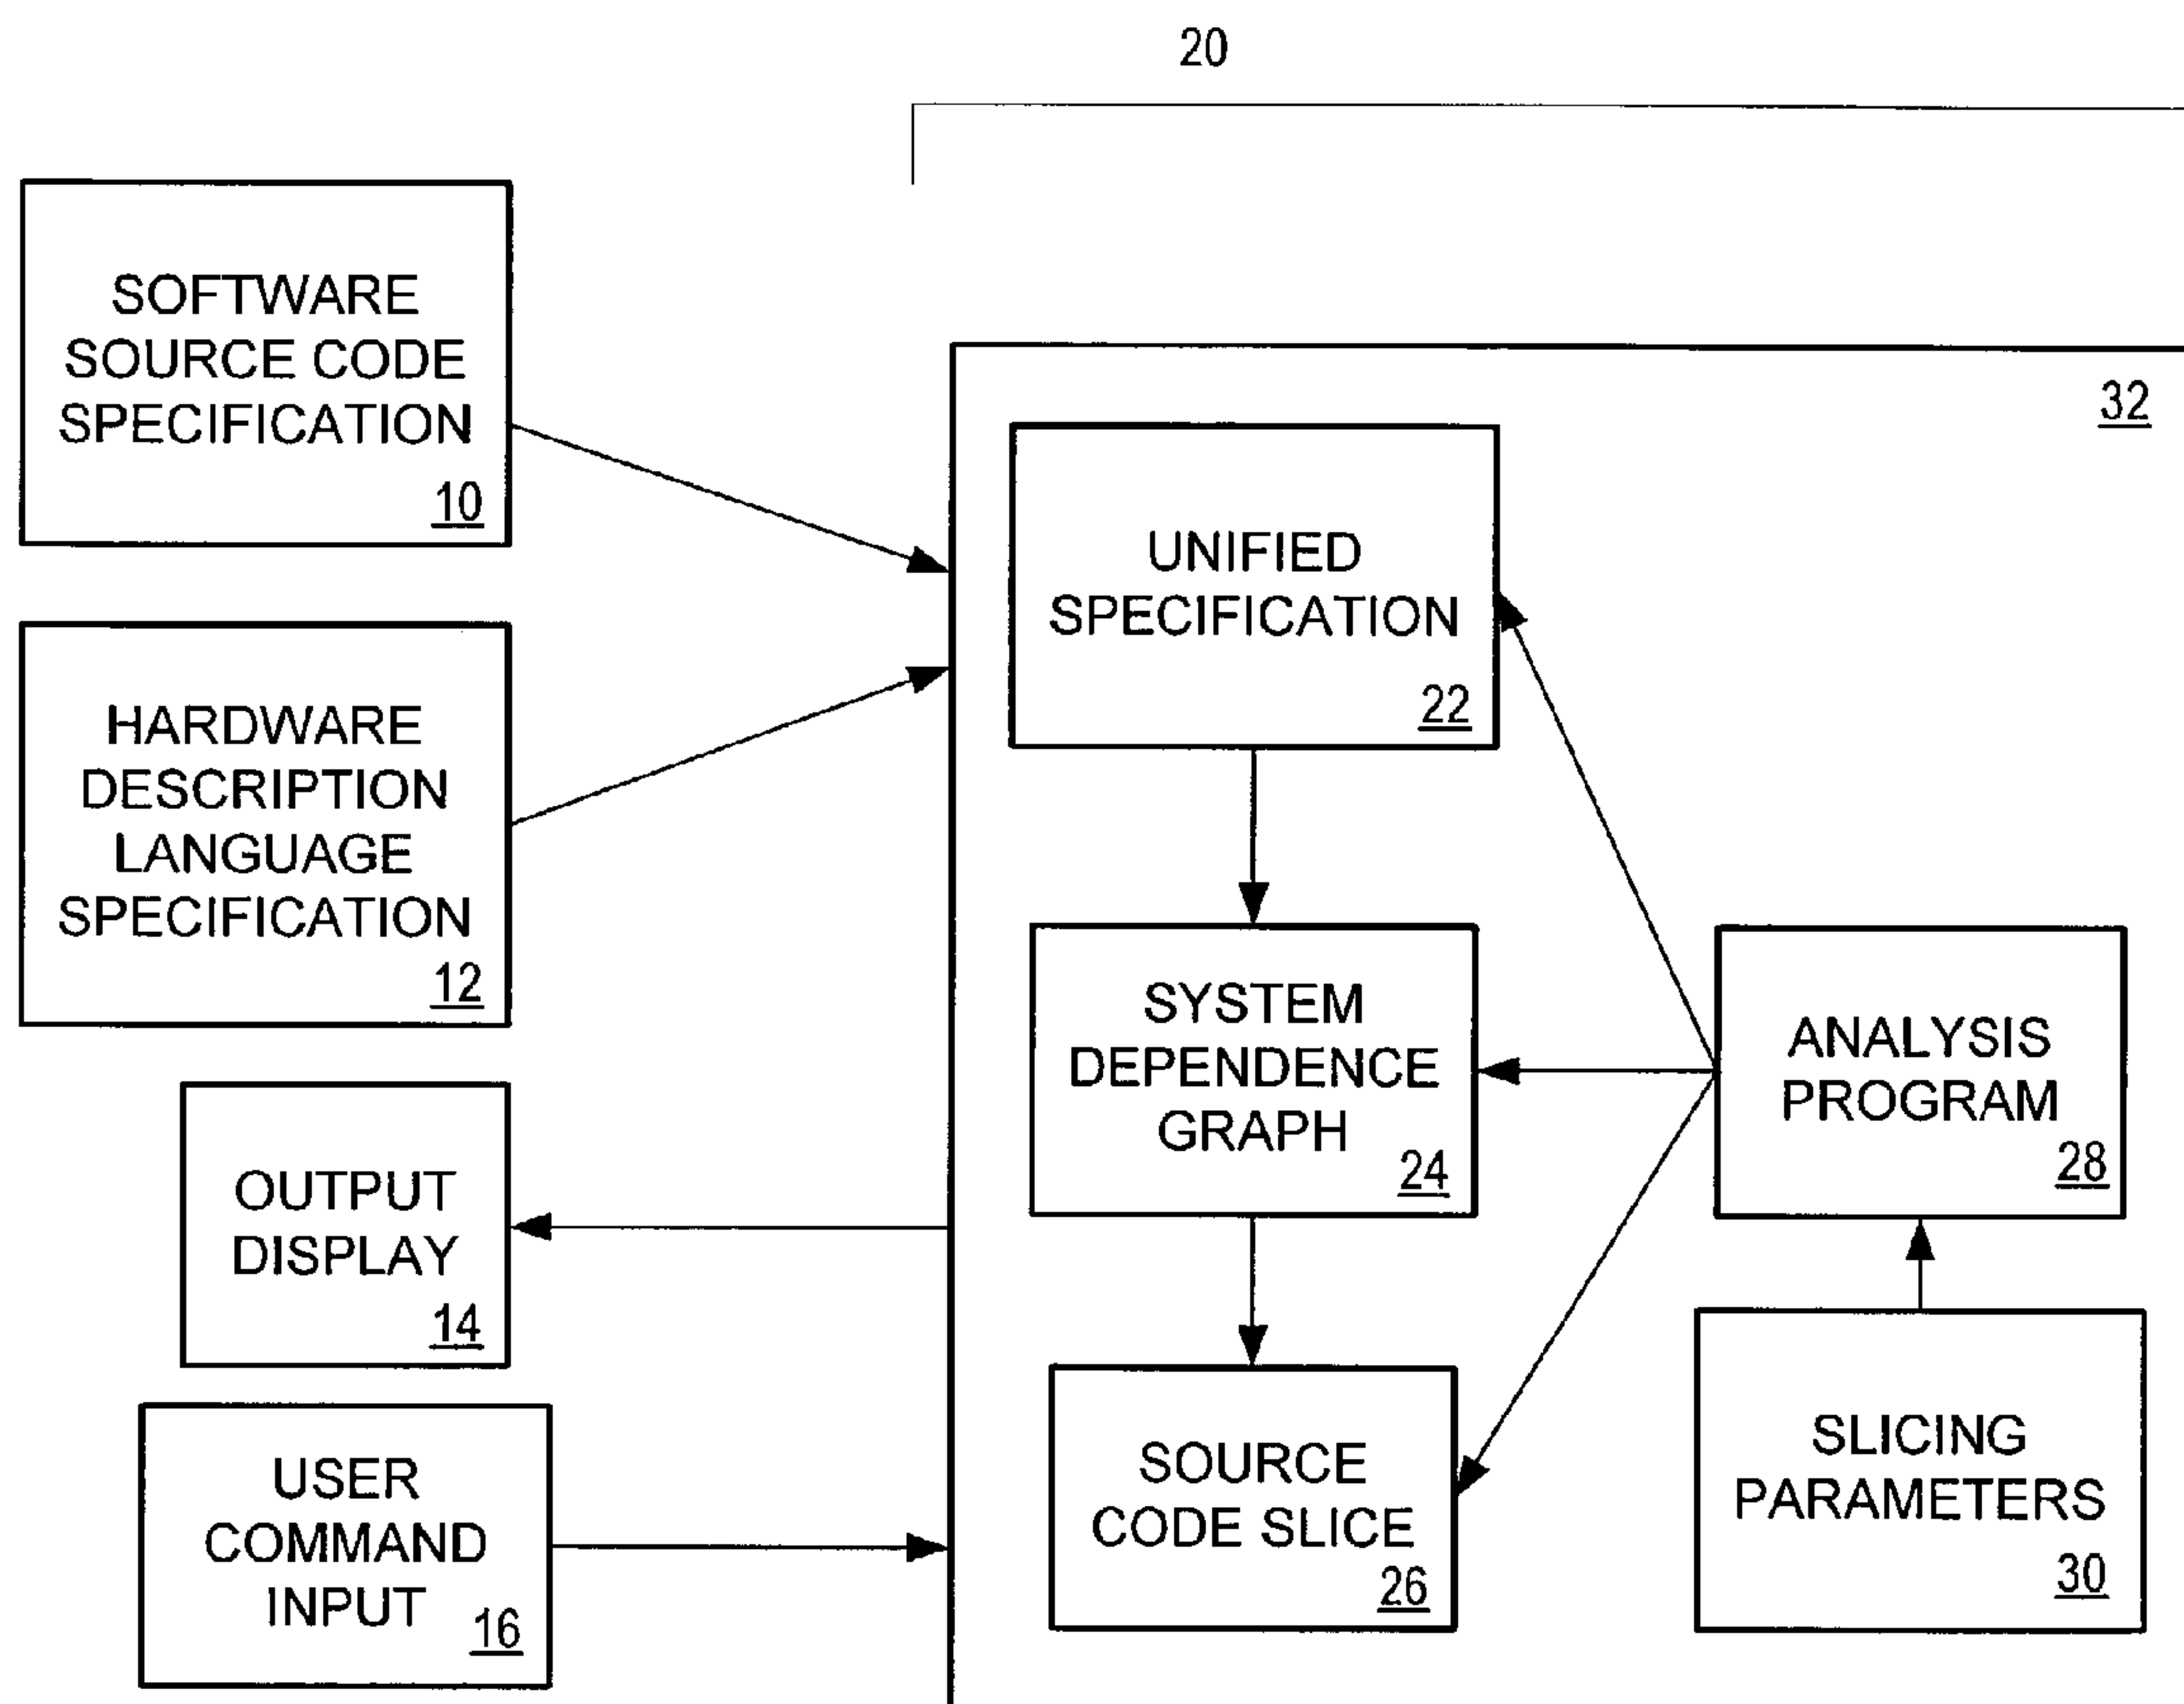 20
SOFTWARE
SOURCE CODE
SPECIFICATION
10
HARDWARE
DESCRIPTION
LANGUAGE
SPECIFICATION
12
OUTPUT
DISPLAY
14
USER
COMMAND
INPUT
16
32
UNIFIED
SPECIFICATION
22
SYSTEM
DEPENDENCE
GRAPH
24
SOURCE
CODE SLICE
26
ANALYSIS
PROGRAM
28
SLICING
PARAMETERS
30